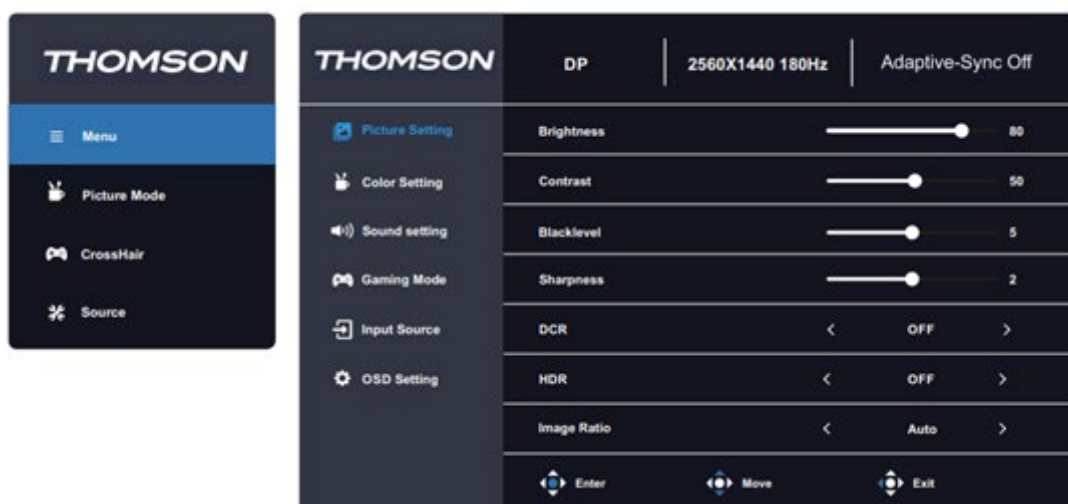 THOMSON
Menu
Picture Mode
CrossHair
Source
THOMSON
DP
2560X1440 180Hz
Adaptive-Sync Off
Picture Setting
Color Setting
Sound setting
Gaming Mode
Input Source
OSD Setting
Brightness 80
Contrast 50
Blacklevel 5
Sharpness 2
DCR < OFF >
HDR < OFF >
Image Ratio < Auto >
Enter Move Exit